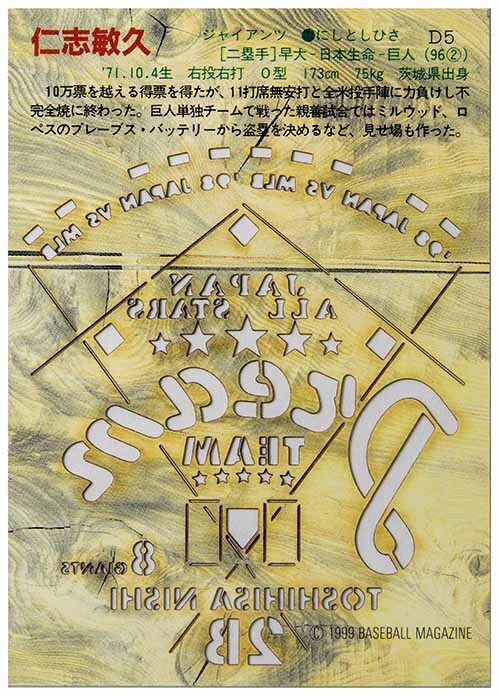 仁志敏久
ジャイアンツ ●にしとしひさ D5
[二塁手]早大-日本生命-巨人(96②)
'71.10.4生 右投右打 O型 173cm 75kg 茨城県出身
10万票を越える得票を得たが、11打席無安打と全米投手陣に力負けし不
完全燃に終わった。巨人単独チームで戦った親善試合ではミルウッド、ロ
ペスのブレーブス・バッテリーから盗塁を決めるなど、見せ場も作った。
'98 JAPAN VS MLB '98 JAPAN VS MLB '98
JAPAN
ALL STARS
Dream
TEAM
8 GIANTS
TOSHIHISA NISHI
2B
© 1999 BASEBALL MAGAZINE